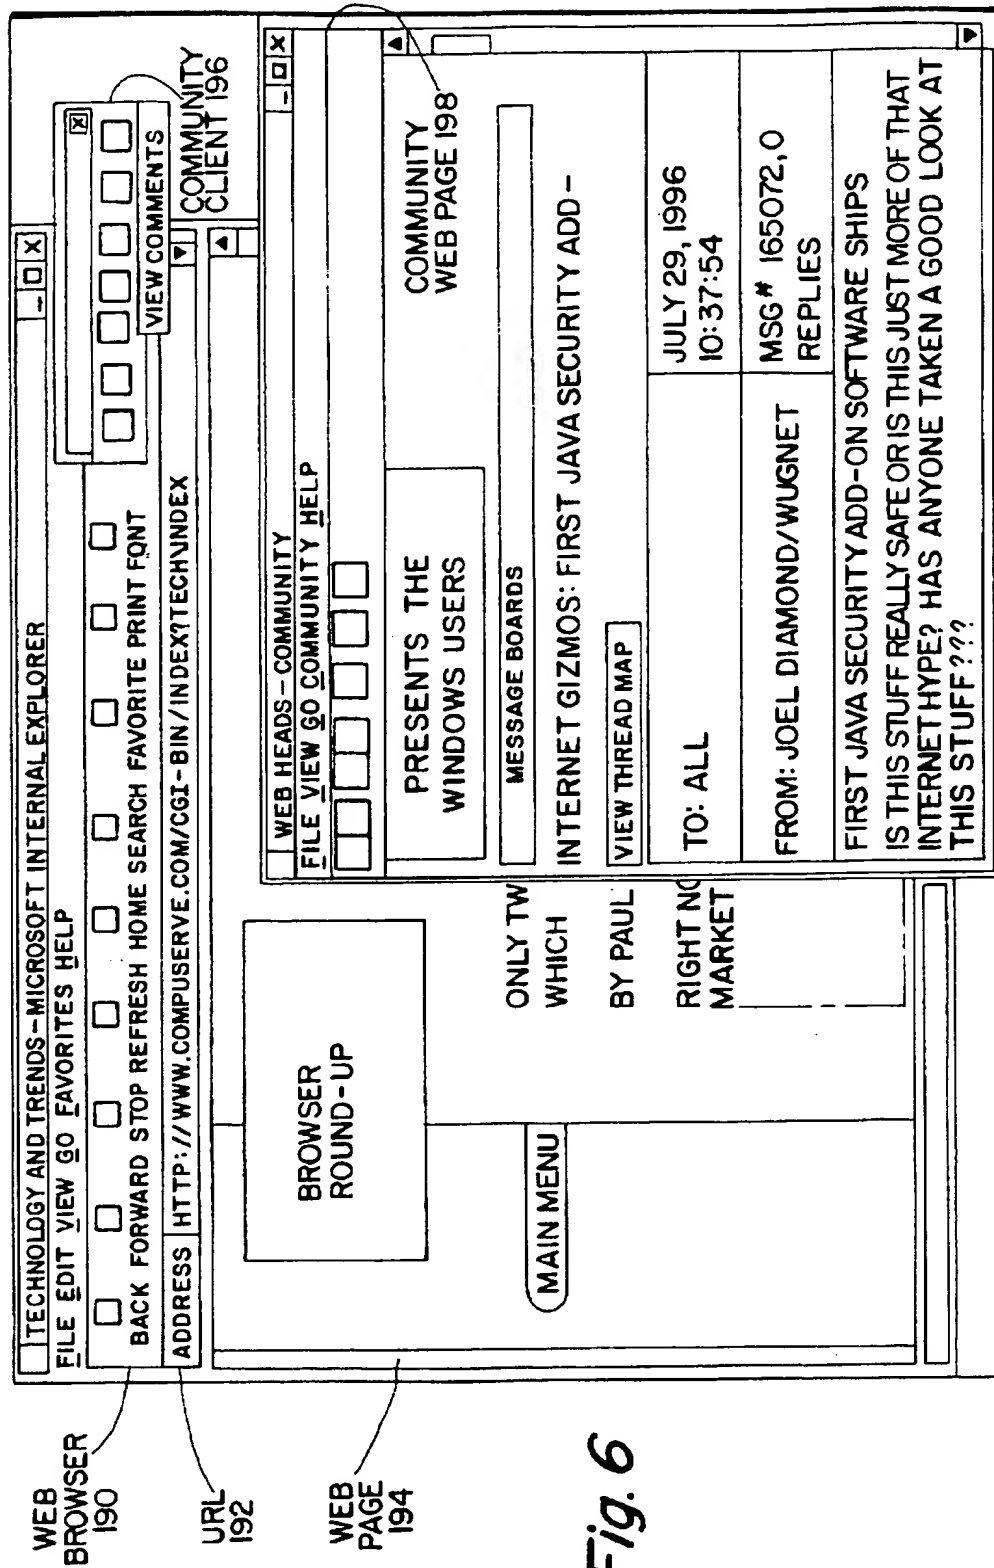 WEB
BROWSER
190
URL
192
WEB
PAGE
194
TECHNOLOGY AND TRENDS-MICROSOFT INTERNAL EXPLORER
FILE EDIT VIEW GO FAVORITES HELP
BACK FORWARD STOP REFRESH HOME SEARCH FAVORITE PRINT FONT
ADDRESS HTTP://WWW.COMPUSERVE.COM/CGI-BIN/INDEX?TECH\INDEX
VIEW COMMENTS
COMMUNITY
CLIENT 196
BROWSER
ROUND-UP
MAIN MENU
ONLY TW
WHICH
BY PAUL
RIGHT NO
MARKET
WEB HEADS-COMMUNITY
FILE VIEW GO COMMUNITY HELP
PRESENTS THE
WINDOWS USERS
COMMUNITY
WEB PAGE 198
MESSAGE BOARDS
INTERNET GIZMOS: FIRST JAVA SECURITY ADD-
VIEW THREAD MAP
TO: ALL
JULY 29, 1996
10:37:54
FROM: JOEL DIAMOND/WUGNET
MSG# 165072,0
REPLIES
FIRST JAVA SECURITY ADD-ON SOFTWARE SHIPS
IS THIS STUFF REALLY SAFE OR IS THIS JUST MORE OF THAT
INTERNET HYPE? HAS ANYONE TAKEN A GOOD LOOK AT
THIS STUFF???
Fig. 6